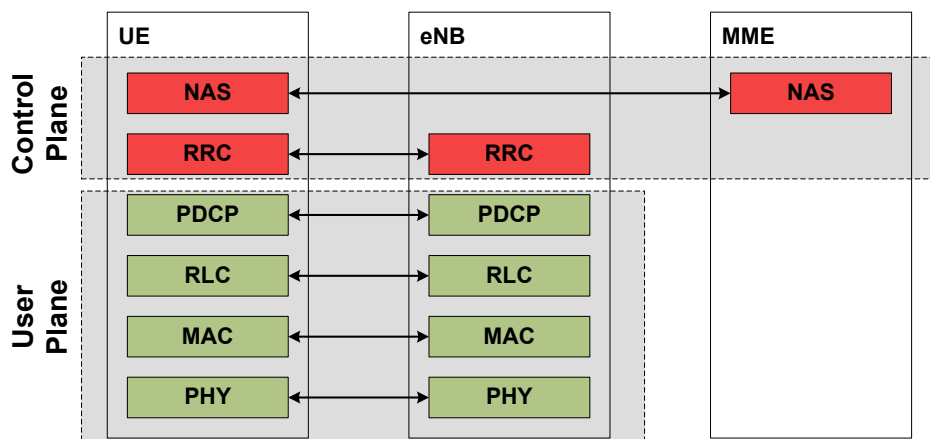 UE
eNB
MME
Control
Plane
NAS
NAS
RRC
RRC
User
Plane
PDCP
PDCP
RLC
RLC
MAC
MAC
PHY
PHY